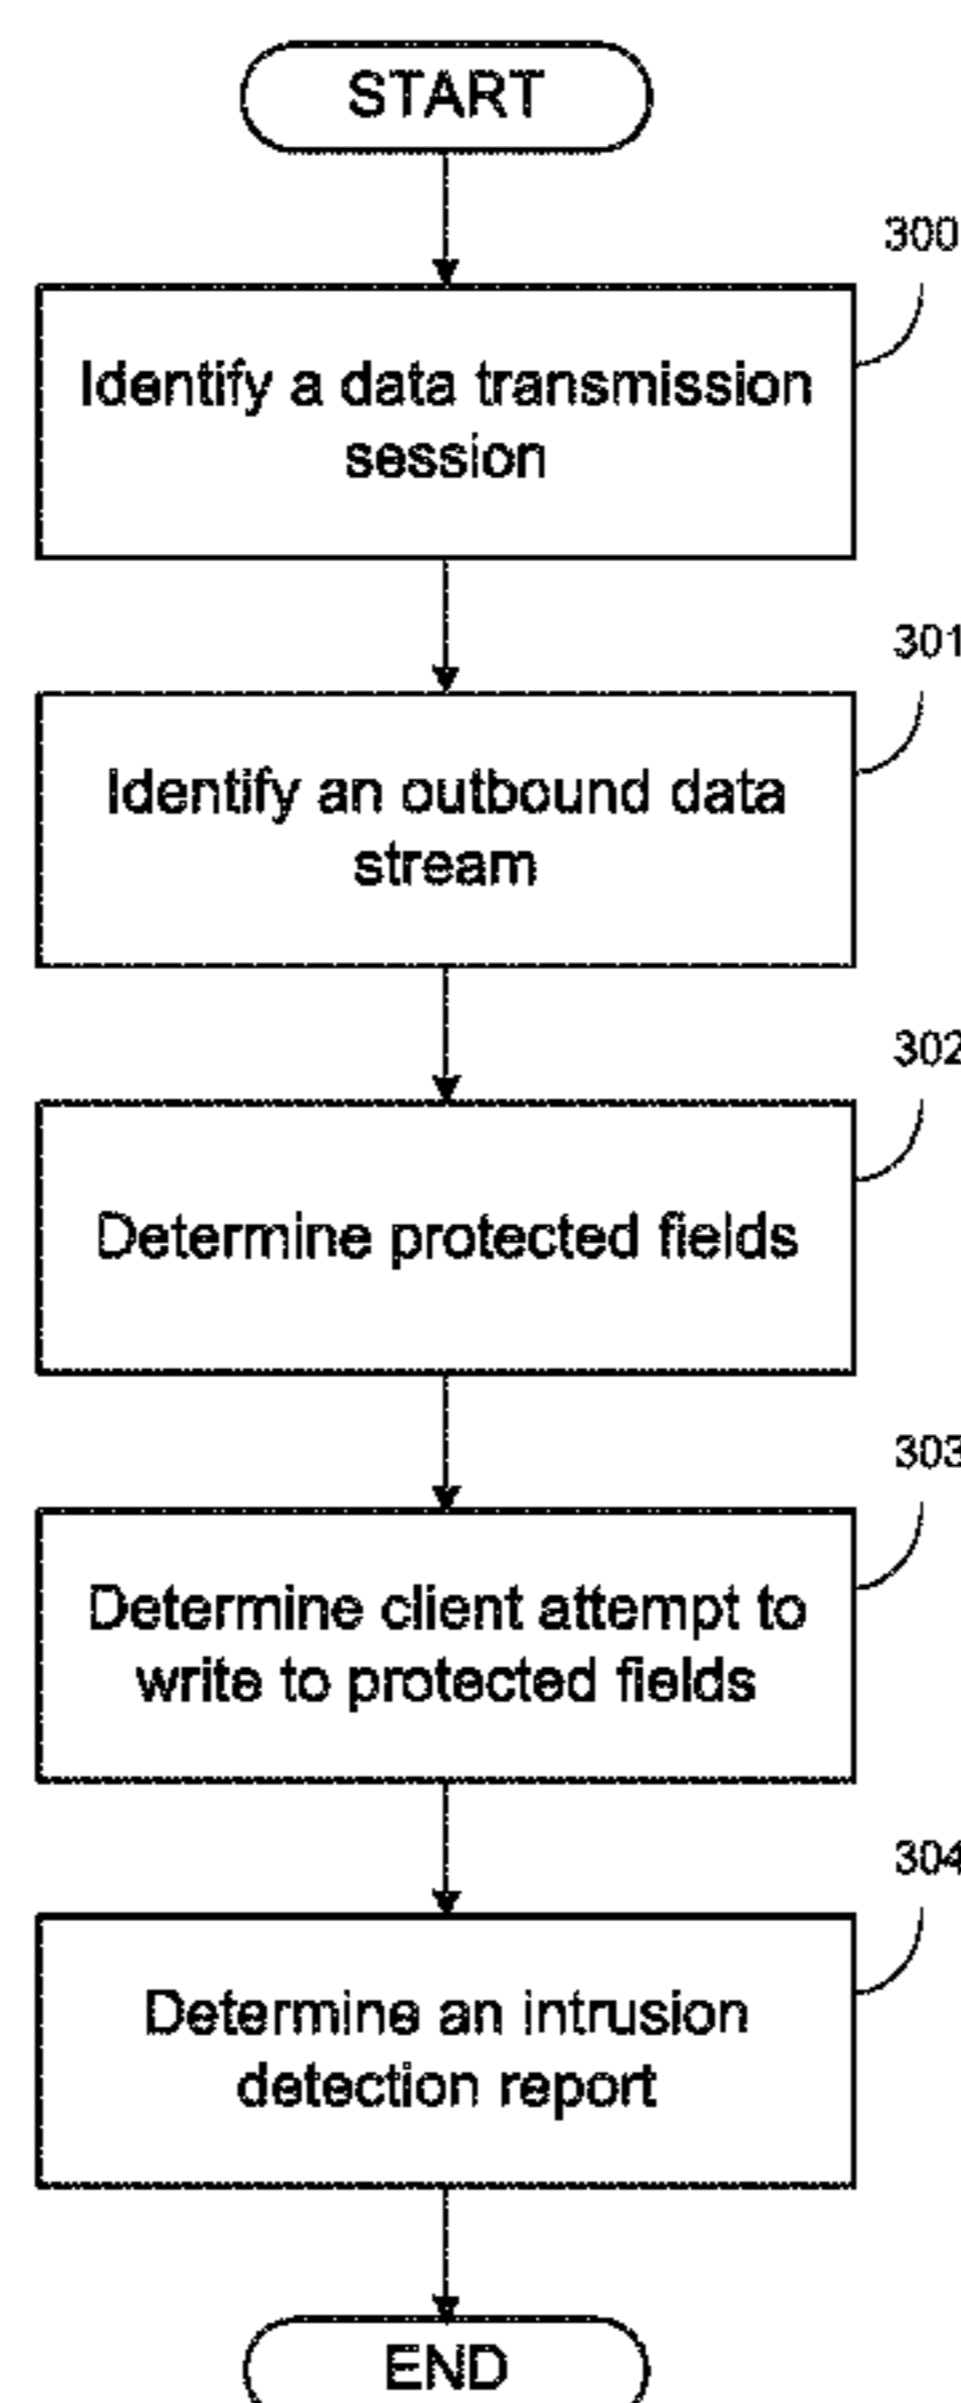 START
300
Identify a data transmission
session
301
Identify an outbound data
stream
302
Determine protected fields
303
Determine client attempt to
write to protected fields
304
Determine an intrusion
detection report
END